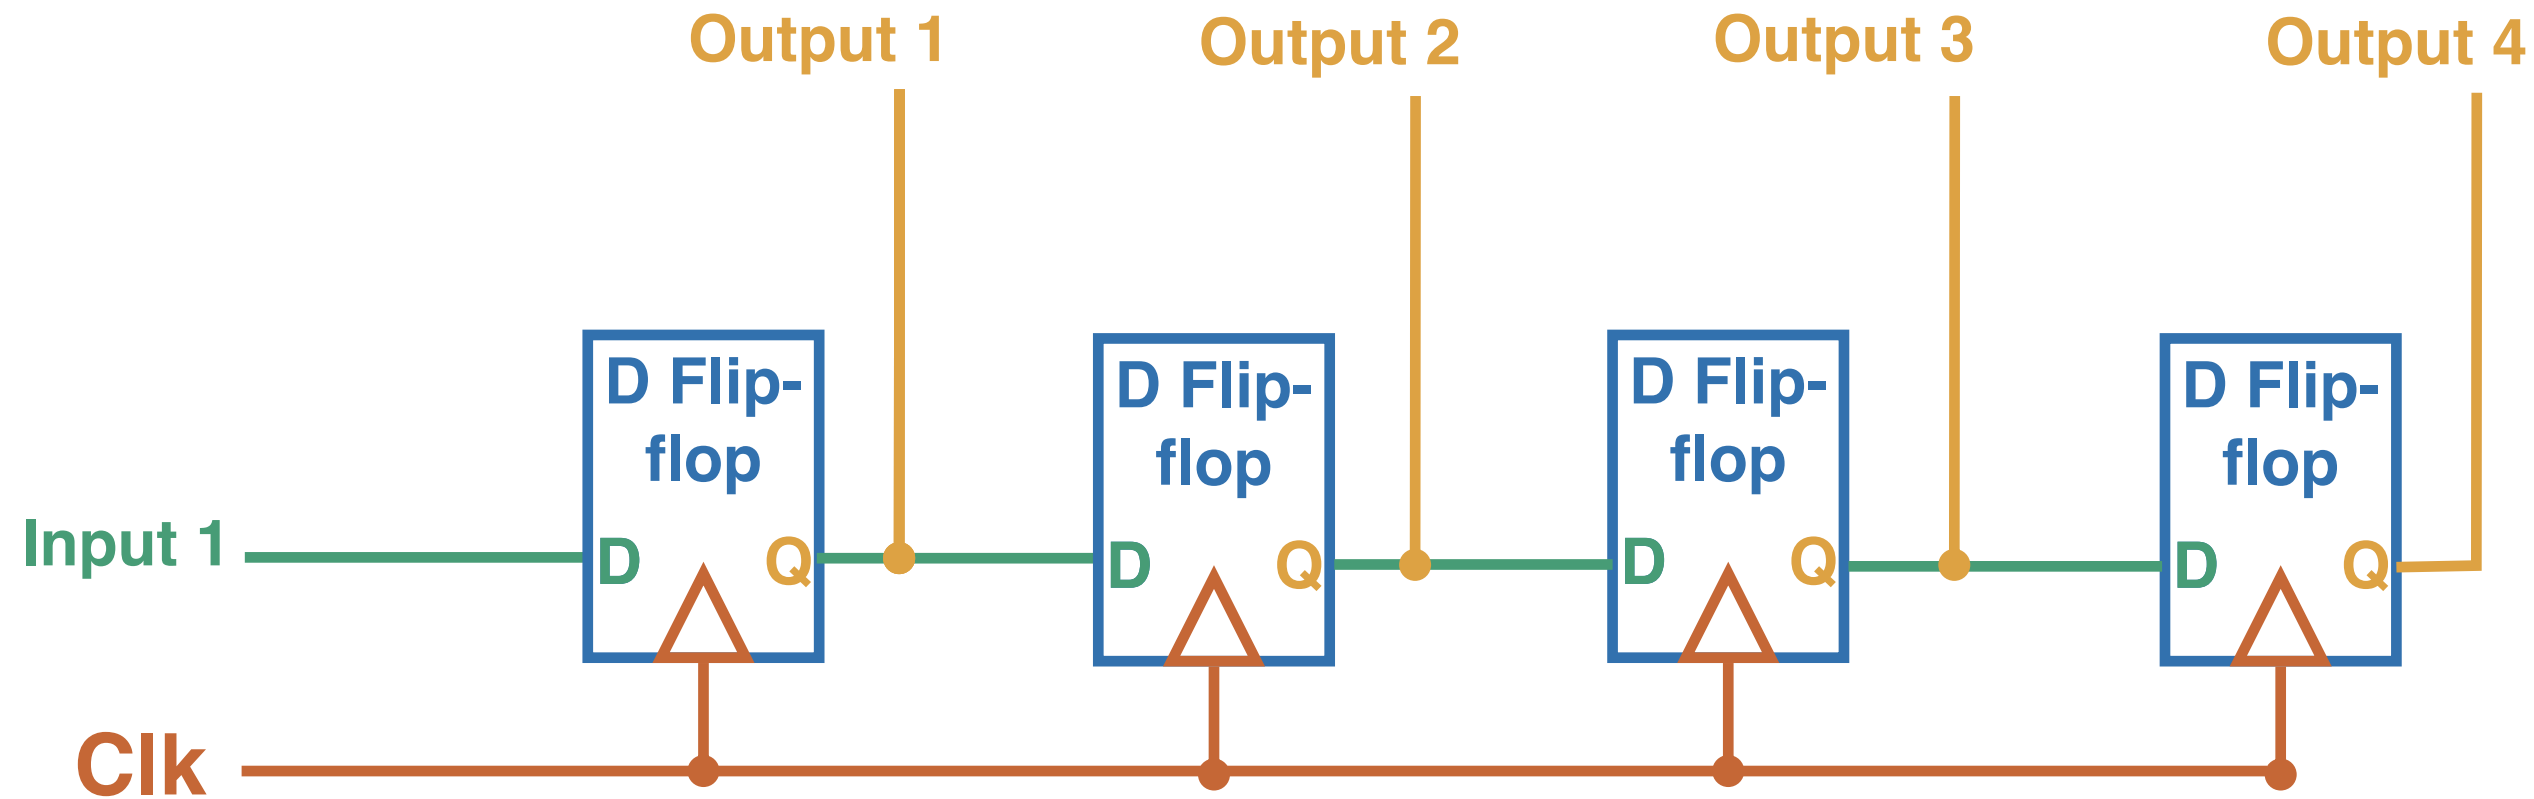 Output 1
Output 2
Output 3
Output 4
D Flip-
flop
D Flip-
flop
D Flip-
flop
D Flip-
flop
Input 1
D
Q
D
Q
D
Q
D
Q
Clk